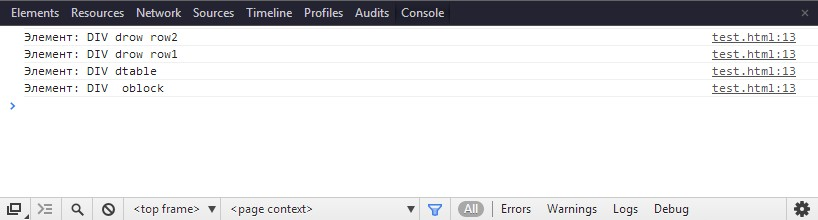 Elements Resources Network Sources Timeline Profiles Audits Console ×
Элемент: DIV drow row2 test.html:13
Элемент: DIV drow row1 test.html:13
Элемент: DIV dtable test.html:13
Элемент: DIV  oblock test.html:13
<top frame> ▼ <page context> ▼ All Errors Warnings Logs Debug